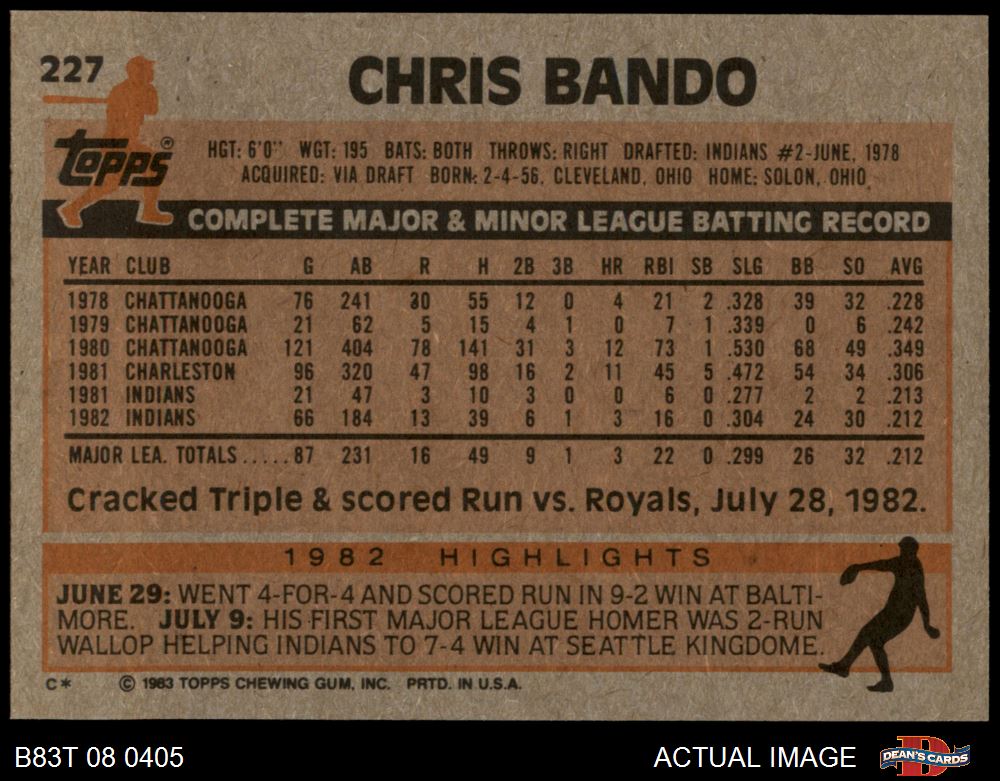 227
CHRIS BANDO
Topps®
HGT: 6'0" WGT: 195 BATS: BOTH THROWS: RIGHT DRAFTED: INDIANS #2-JUNE, 1978
ACQUIRED: VIA DRAFT BORN: 2-4-56, CLEVELAND, OHIO HOME: SOLON, OHIO
COMPLETE MAJOR & MINOR LEAGUE BATTING RECORD
YEAR CLUB G AB R H 2B 3B HR RBI SB SLG BB SO AVG
1978 CHATTANOOGA 76 241 30 55 12 0 4 21 2 .328 39 32 .228
1979 CHATTANOOGA 21 62 5 15 4 1 0 7 1 .339 0 6 .242
1980 CHATTANOOGA 121 404 78 141 31 3 12 73 1 .530 68 49 .349
1981 CHARLESTON 96 320 47 98 16 2 11 45 5 .472 54 34 .306
1981 INDIANS 21 47 3 10 3 0 0 6 0 .277 2 2 .213
1982 INDIANS 66 184 13 39 6 1 3 16 0 .304 24 30 .212
MAJOR LEA. TOTALS.....87 231 16 49 9 1 3 22 0 .299 26 32 .212
Cracked Triple & scored Run vs. Royals, July 28, 1982.
1982 HIGHLIGHTS
JUNE 29: WENT 4-FOR-4 AND SCORED RUN IN 9-2 WIN AT BALTI-
MORE. JULY 9: HIS FIRST MAJOR LEAGUE HOMER WAS 2-RUN
WALLOP HELPING INDIANS TO 7-4 WIN AT SEATTLE KINGDOME.
C* © 1983 TOPPS CHEWING GUM, INC. PRTD. IN U.S.A.
B83T 08 0405 ACTUAL IMAGE DEAN'S CARDS